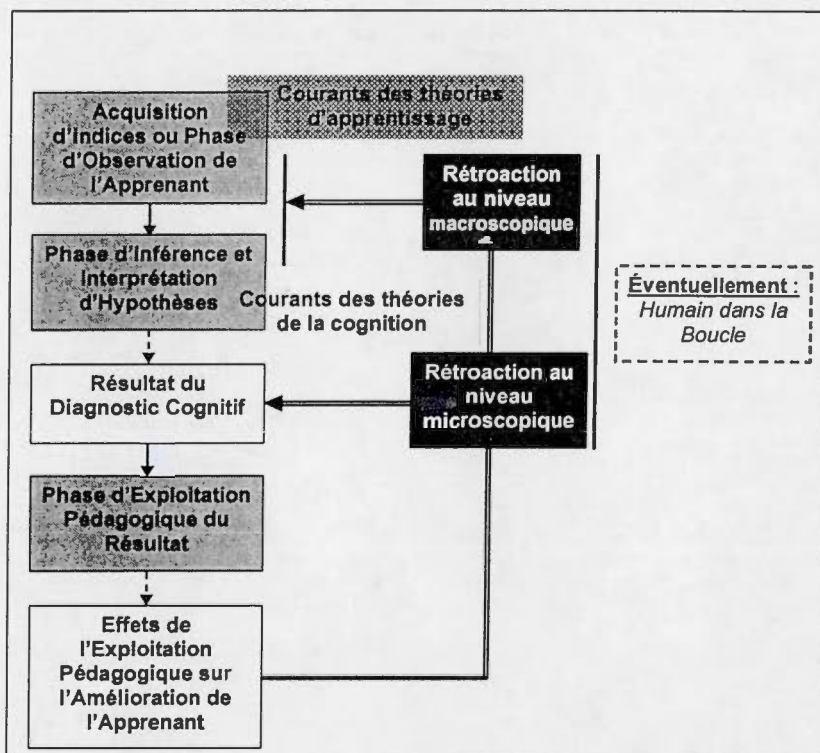 Courants des théories
d'apprentissage
Acquisition
d'Indices ou Phase
d'Observation de
l'Apprenant
Rétroaction
au niveau
macroscopique
Phase d'Inférence et
Interprétation
d'Hypothèses
Courants des théories
de la cognition
Éventuellement :
Humain dans la
Boucle
Résultat du
Diagnostic Cognitif
Rétroaction au
niveau
microscopique
Phase d'Exploitation
Pédagogique du
Résultat
Effets de
l'Exploitation
Pédagogique sur
l'Amélioration de
l'Apprenant